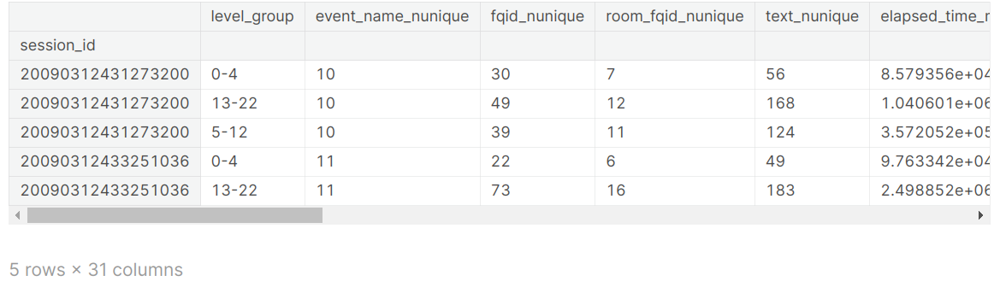 level_group event_name_nunique fqid_nunique room_fqid_nunique text_nunique elapsed_time_
session_id
20090312431273200 0-4 10 30 7 56 8.579356e+04
20090312431273200 13-22 10 49 12 168 1.040601e+06
20090312431273200 5-12 10 39 11 124 3.572052e+05
20090312433251036 0-4 11 22 6 49 9.763342e+04
20090312433251036 13-22 11 73 16 183 2.498852e+06
5 rows × 31 columns